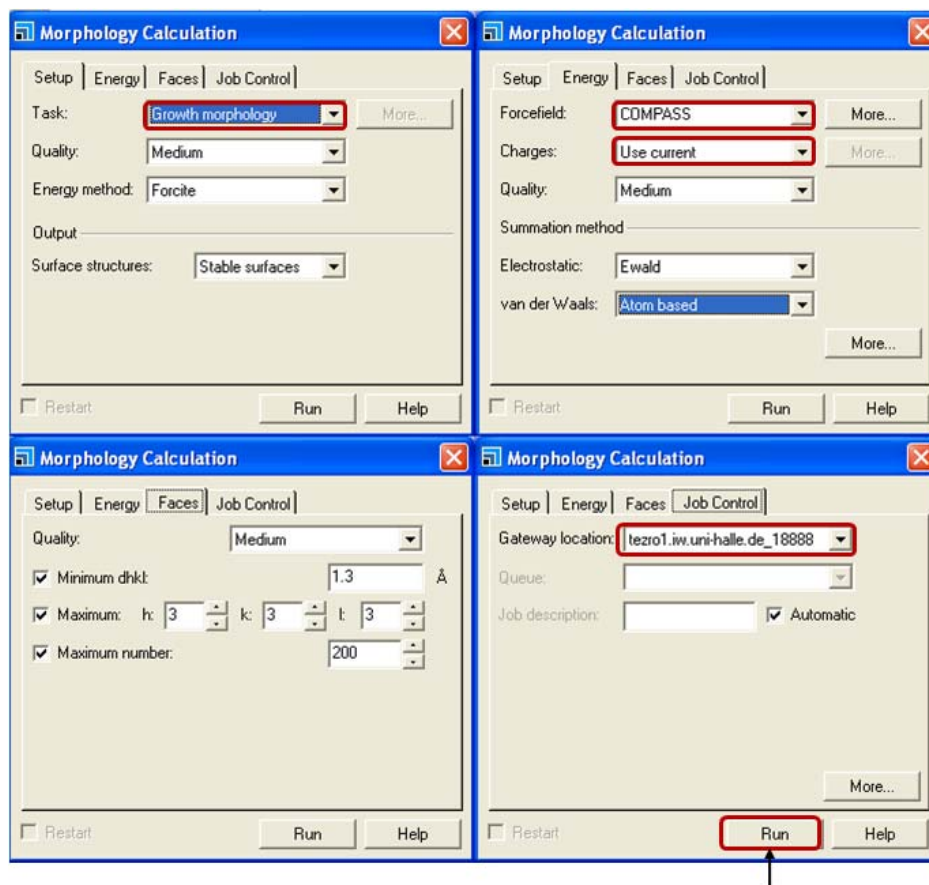 Morphology Calculation
Setup Energy Faces Job Control
Task: Growth morphology More...
Quality: Medium
Energy method: Forcite
Output
Surface structures: Stable surfaces
Restart Run Help
Morphology Calculation
Setup Energy Faces Job Control
Forcefield: COMPASS More...
Charges: Use current More...
Quality: Medium
Summation method
Electrostatic: Ewald
van der Waals: Atom based
More...
Restart Run Help
Morphology Calculation
Setup Energy Faces Job Control
Quality: Medium
Minimum dhkl: 1.3 Å
Maximum: h: 3 k: 3 l: 3
Maximum number: 200
Restart Run Help
Morphology Calculation
Setup Energy Faces Job Control
Gateway location: tezro1.iw.uni-halle.de_18888
Queue:
Job description: Automatic
More...
Restart Run Help